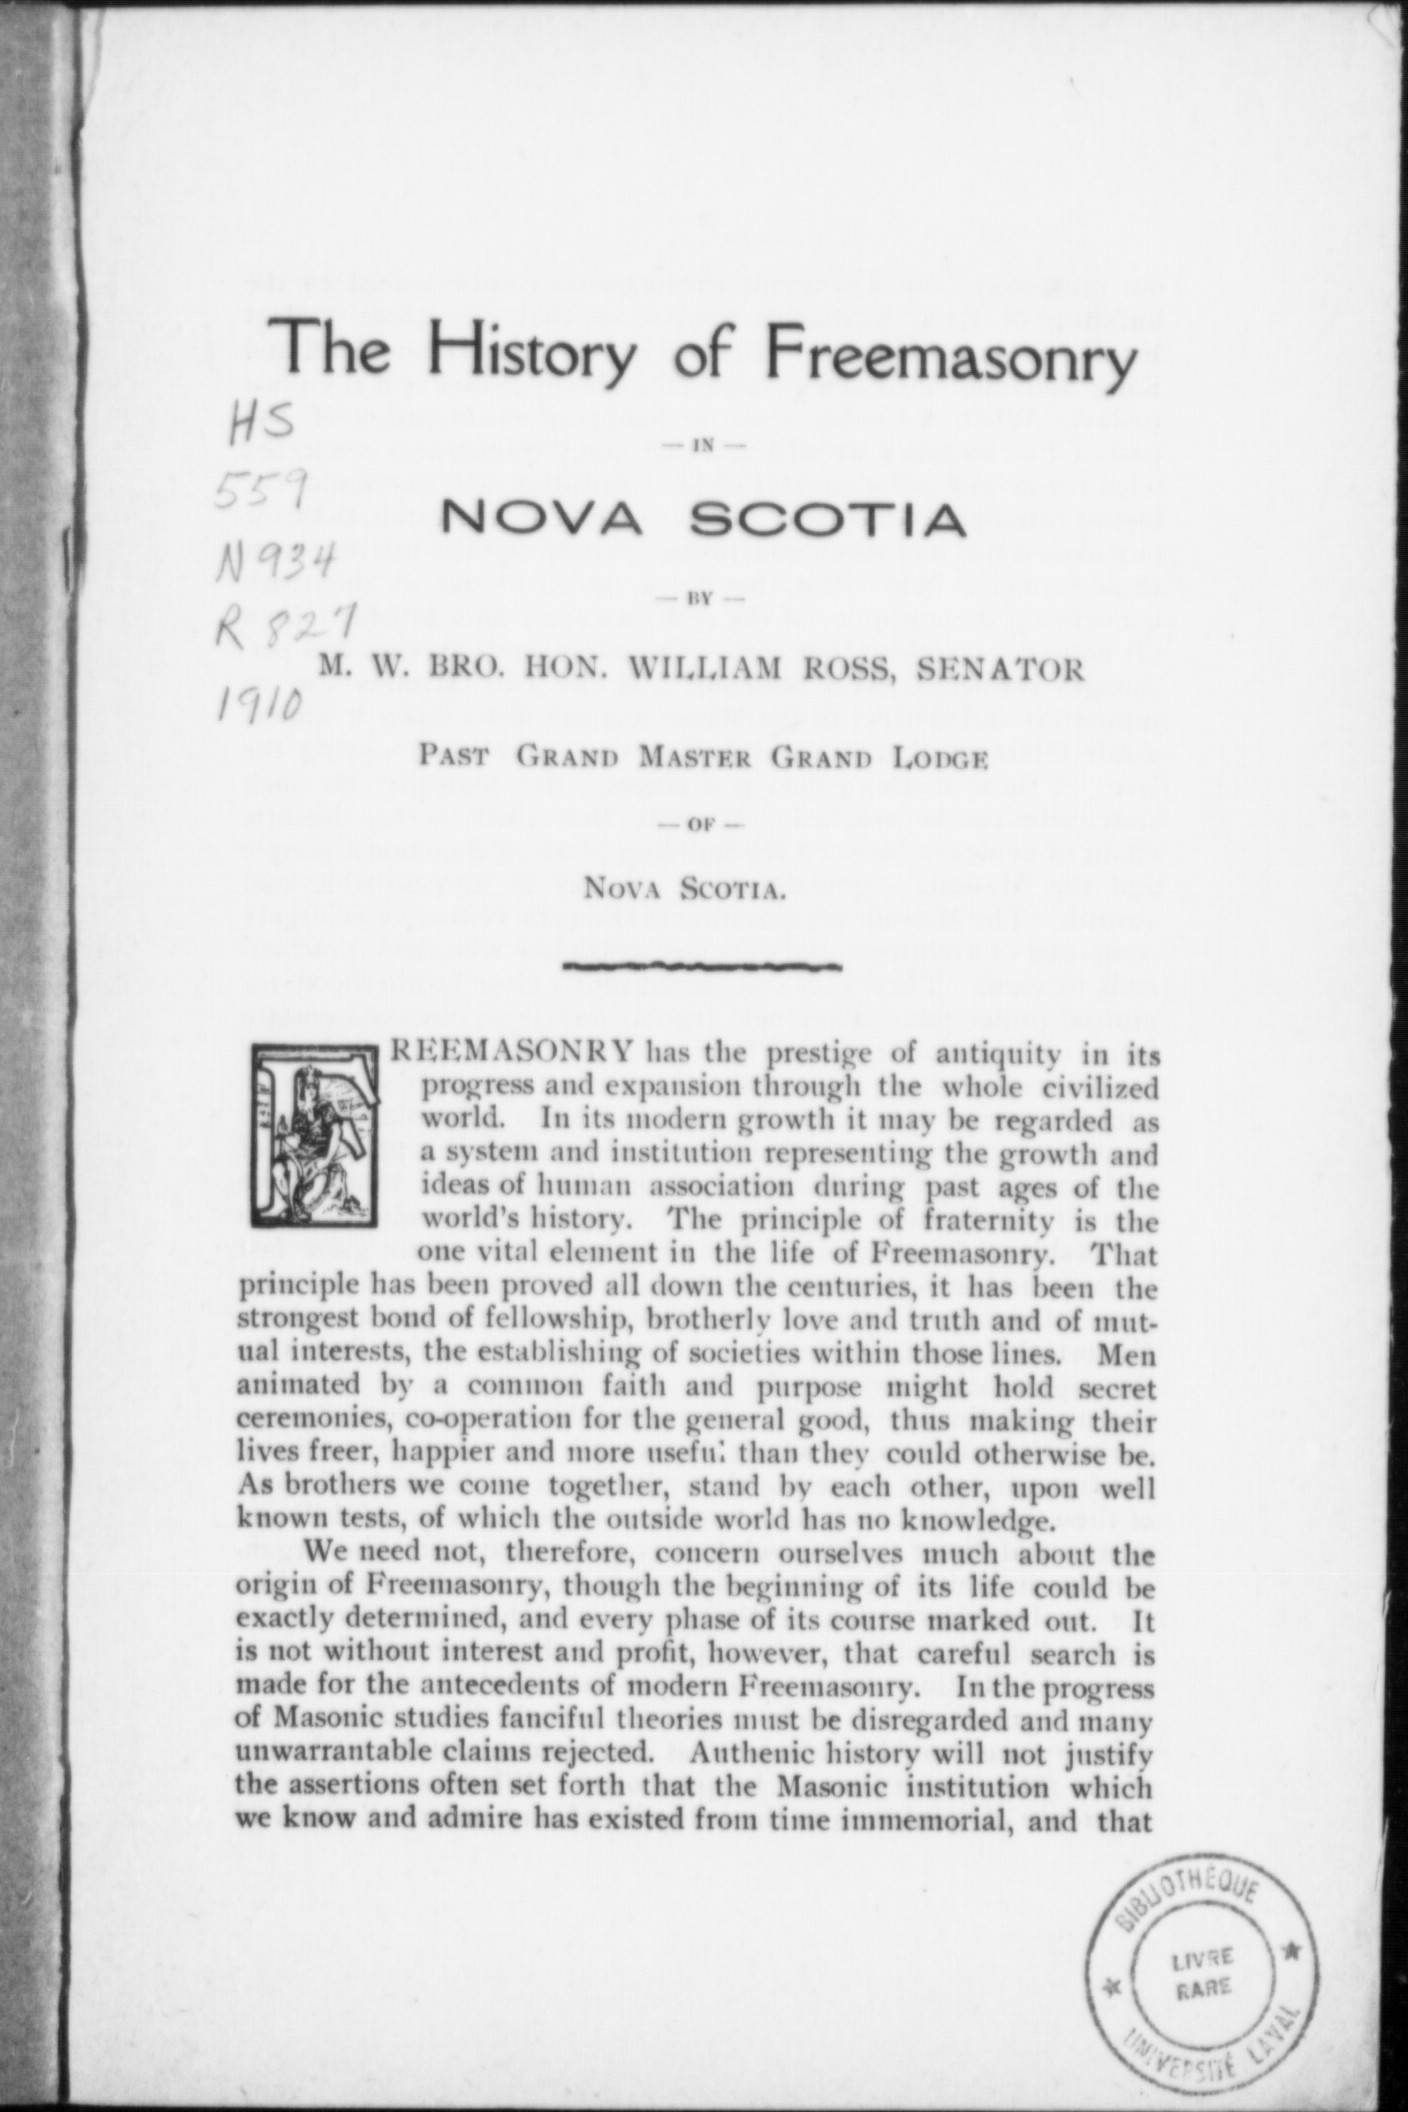 The History of Freemasonry
HS
— IN —
559
NOVA SCOTIA
N934
— BY —
R 827
M. W. BRO. HON. WILLIAM ROSS, SENATOR
1910
PAST GRAND MASTER GRAND LODGE
— OF —
NOVA SCOTIA.
FREEMASONRY has the prestige of antiquity in its
progress and expansion through the whole civilized
world. In its modern growth it may be regarded as
a system and institution representing the growth and
ideas of human association during past ages of the
world's history. The principle of fraternity is the
one vital element in the life of Freemasonry. That
principle has been proved all down the centuries, it has been the
strongest bond of fellowship, brotherly love and truth and of mut-
ual interests, the establishing of societies within those lines. Men
animated by a common faith and purpose might hold secret
ceremonies, co-operation for the general good, thus making their
lives freer, happier and more useful than they could otherwise be.
As brothers we come together, stand by each other, upon well
known tests, of which the outside world has no knowledge.
We need not, therefore, concern ourselves much about the
origin of Freemasonry, though the beginning of its life could be
exactly determined, and every phase of its course marked out. It
is not without interest and profit, however, that careful search is
made for the antecedents of modern Freemasonry. In the progress
of Masonic studies fanciful theories must be disregarded and many
unwarrantable claims rejected. Authenic history will not justify
the assertions often set forth that the Masonic institution which
we know and admire has existed from time immemorial, and that
BIBLIOTHÈQUE
LIVRE
RARE
UNIVERSITÉ LAVAL